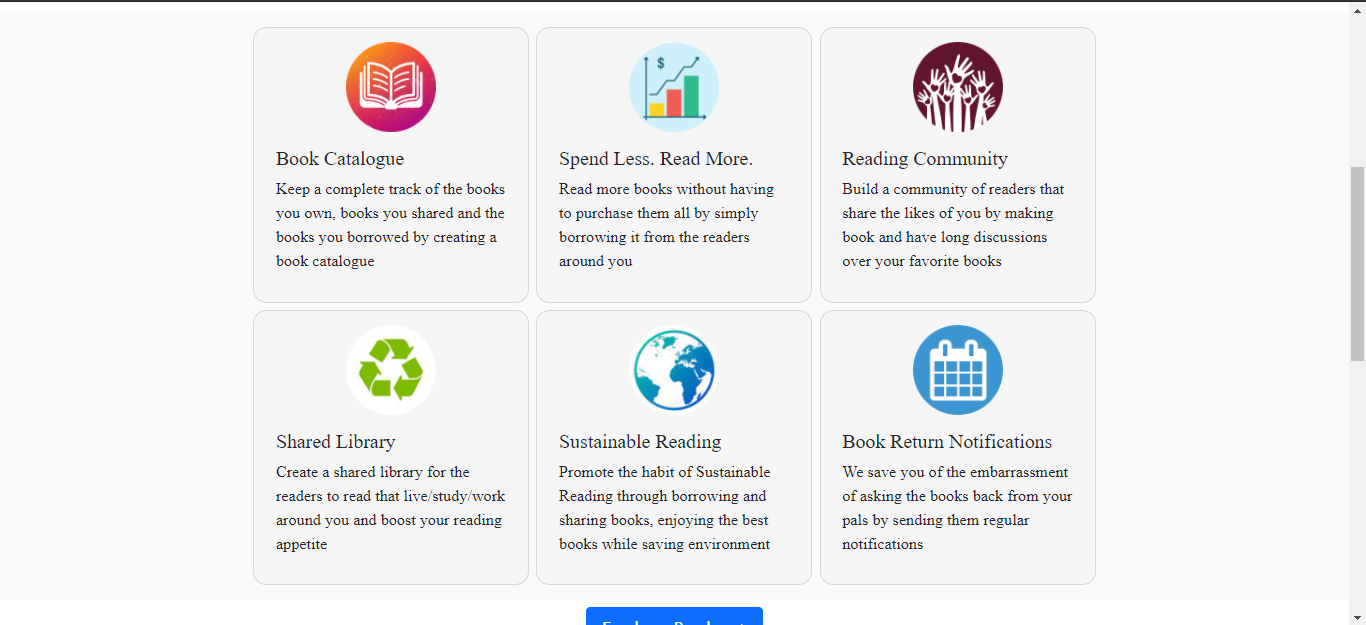 $
Book Catalogue
Keep a complete track of the books
you own, books you shared and the
books you borrowed by creating a
book catalogue
Spend Less. Read More.
Read more books without having
to purchase them all by simply
borrowing it from the readers
around you
Reading Community
Build a community of readers that
share the likes of you by making
book and have long discussions
over your favorite books
Shared Library
Create a shared library for the
readers to read that live/study/work
around you and boost your reading
appetite
Sustainable Reading
Promote the habit of Sustainable
Reading through borrowing and
sharing books, enjoying the best
books while saving environment
Book Return Notifications
We save you of the embarrassment
of asking the books back from your
pals by sending them regular
notifications